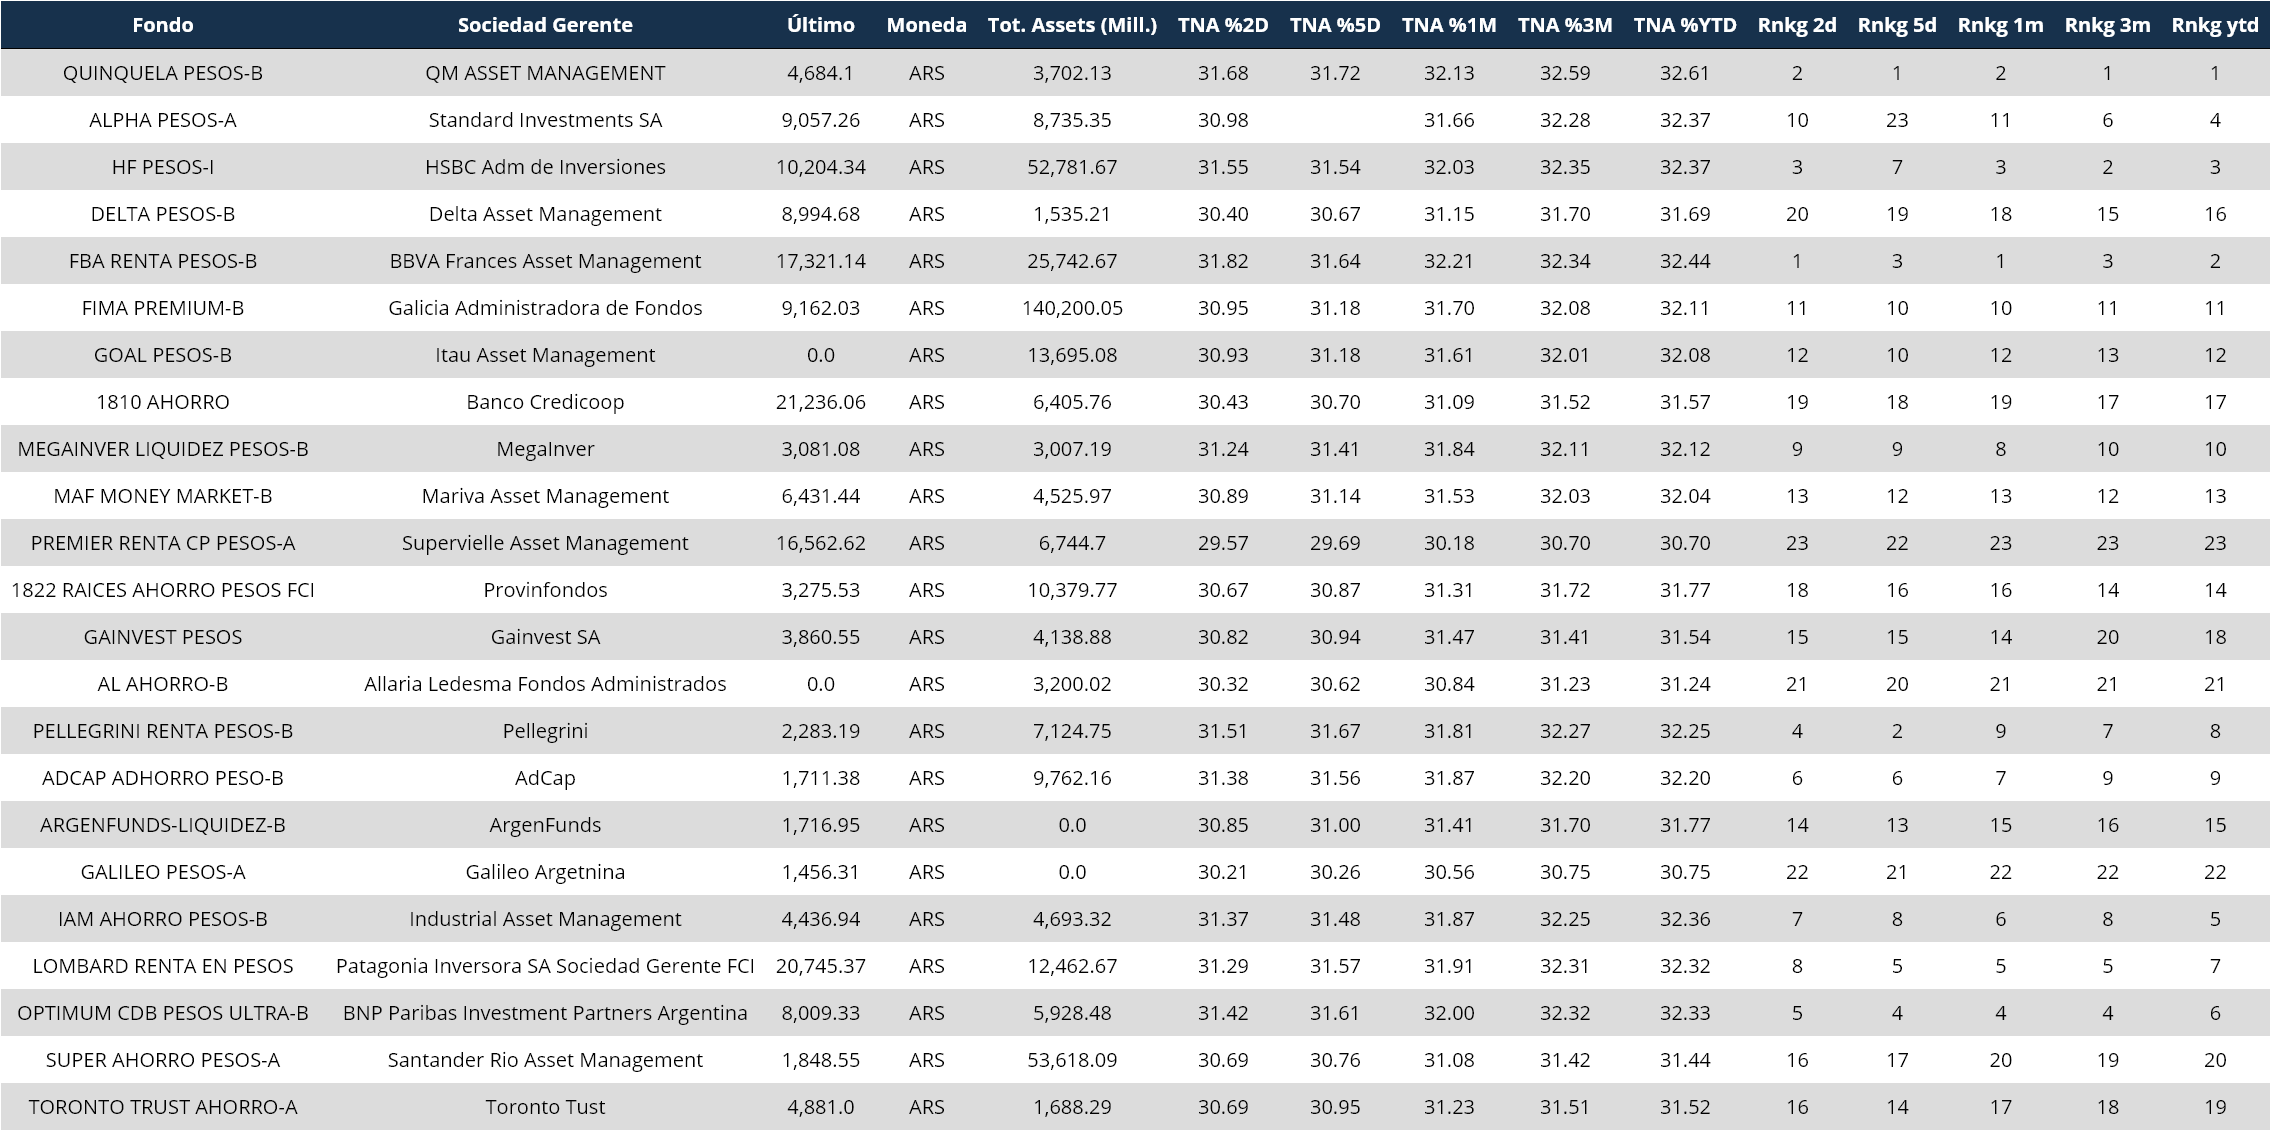 Fondo Sociedad Gerente Último Moneda Tot. Assets (Mill.) TNA %2D TNA %5D TNA %1M TNA %3M TNA %YTD Rnkg 2d Rnkg 5d Rnkg 1m Rnkg 3m Rnkg ytd
QUINQUELA PESOS-B QM ASSET MANAGEMENT 4,684.1 ARS 3,702.13 31.68 31.72 32.13 32.59 32.61 2 1 2 1 1
ALPHA PESOS-A Standard Investments SA 9,057.26 ARS 8,735.35 30.98 31.66 32.28 32.37 10 23 11 6 4
HF PESOS-I HSBC Adm de Inversiones 10,204.34 ARS 52,781.67 31.55 31.54 32.03 32.35 32.37 3 7 3 2 3
DELTA PESOS-B Delta Asset Management 8,994.68 ARS 1,535.21 30.40 30.67 31.15 31.70 31.69 20 19 18 15 16
FBA RENTA PESOS-B BBVA Frances Asset Management 17,321.14 ARS 25,742.67 31.82 31.64 32.21 32.34 32.44 1 3 1 3 2
FIMA PREMIUM-B Galicia Administradora de Fondos 9,162.03 ARS 140,200.05 30.95 31.18 31.70 32.08 32.11 11 10 10 11 11
GOAL PESOS-B Itau Asset Management 0.0 ARS 13,695.08 30.93 31.18 31.61 32.01 32.08 12 10 12 13 12
1810 AHORRO Banco Credicoop 21,236.06 ARS 6,405.76 30.43 30.70 31.09 31.52 31.57 19 18 19 17 17
MEGAINVER LIQUIDEZ PESOS-B MegaInver 3,081.08 ARS 3,007.19 31.24 31.41 31.84 32.11 32.12 9 9 8 10 10
MAF MONEY MARKET-B Mariva Asset Management 6,431.44 ARS 4,525.97 30.89 31.14 31.53 32.03 32.04 13 12 13 12 13
PREMIER RENTA CP PESOS-A Supervielle Asset Management 16,562.62 ARS 6,744.7 29.57 29.69 30.18 30.70 30.70 23 22 23 23 23
1822 RAICES AHORRO PESOS FCI Provinfondos 3,275.53 ARS 10,379.77 30.67 30.87 31.31 31.72 31.77 18 16 16 14 14
GAINVEST PESOS Gainvest SA 3,860.55 ARS 4,138.88 30.82 30.94 31.47 31.41 31.54 15 15 14 20 18
AL AHORRO-B Allaria Ledesma Fondos Administrados 0.0 ARS 3,200.02 30.32 30.62 30.84 31.23 31.24 21 20 21 21 21
PELLEGRINI RENTA PESOS-B Pellegrini 2,283.19 ARS 7,124.75 31.51 31.67 31.81 32.27 32.25 4 2 9 7 8
ADCAP ADHORRO PESO-B AdCap 1,711.38 ARS 9,762.16 31.38 31.56 31.87 32.20 32.20 6 6 7 9 9
ARGENFUNDS-LIQUIDEZ-B ArgenFunds 1,716.95 ARS 0.0 30.85 31.00 31.41 31.70 31.77 14 13 15 16 15
GALILEO PESOS-A Galileo Argetnina 1,456.31 ARS 0.0 30.21 30.26 30.56 30.75 30.75 22 21 22 22 22
IAM AHORRO PESOS-B Industrial Asset Management 4,436.94 ARS 4,693.32 31.37 31.48 31.87 32.25 32.36 7 8 6 8 5
LOMBARD RENTA EN PESOS Patagonia Inversora SA Sociedad Gerente FCI 20,745.37 ARS 12,462.67 31.29 31.57 31.91 32.31 32.32 8 5 5 5 7
OPTIMUM CDB PESOS ULTRA-B BNP Paribas Investment Partners Argentina 8,009.33 ARS 5,928.48 31.42 31.61 32.00 32.32 32.33 5 4 4 4 6
SUPER AHORRO PESOS-A Santander Rio Asset Management 1,848.55 ARS 53,618.09 30.69 30.76 31.08 31.42 31.44 16 17 20 19 20
TORONTO TRUST AHORRO-A Toronto Tust 4,881.0 ARS 1,688.29 30.69 30.95 31.23 31.51 31.52 16 14 17 18 19